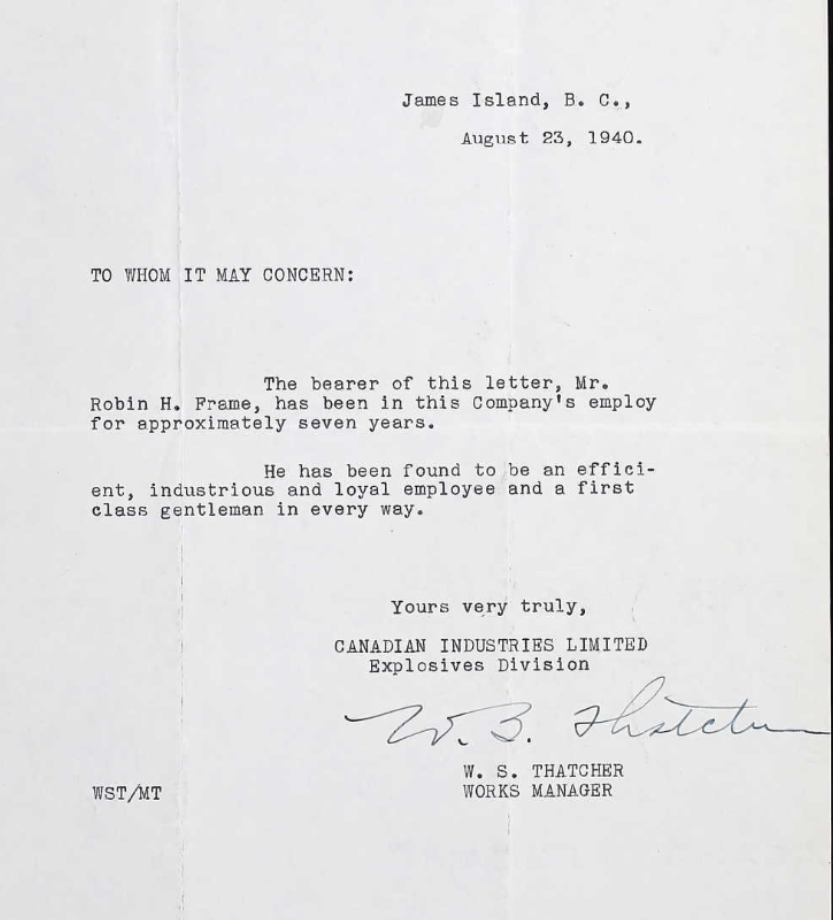 James Island, B. C.,
August 23, 1940.
TO WHOM IT MAY CONCERN:
The bearer of this letter, Mr.
Robin H. Frame, has been in this Company's employ
for approximately seven years.
He has been found to be an effici-
ent, industrious and loyal employee and a first
class gentleman in every way.
Yours very truly,
CANADIAN INDUSTRIES LIMITED
Explosives Division
W. S. Thatcher
W. S. THATCHER
WORKS MANAGER
WST/MT